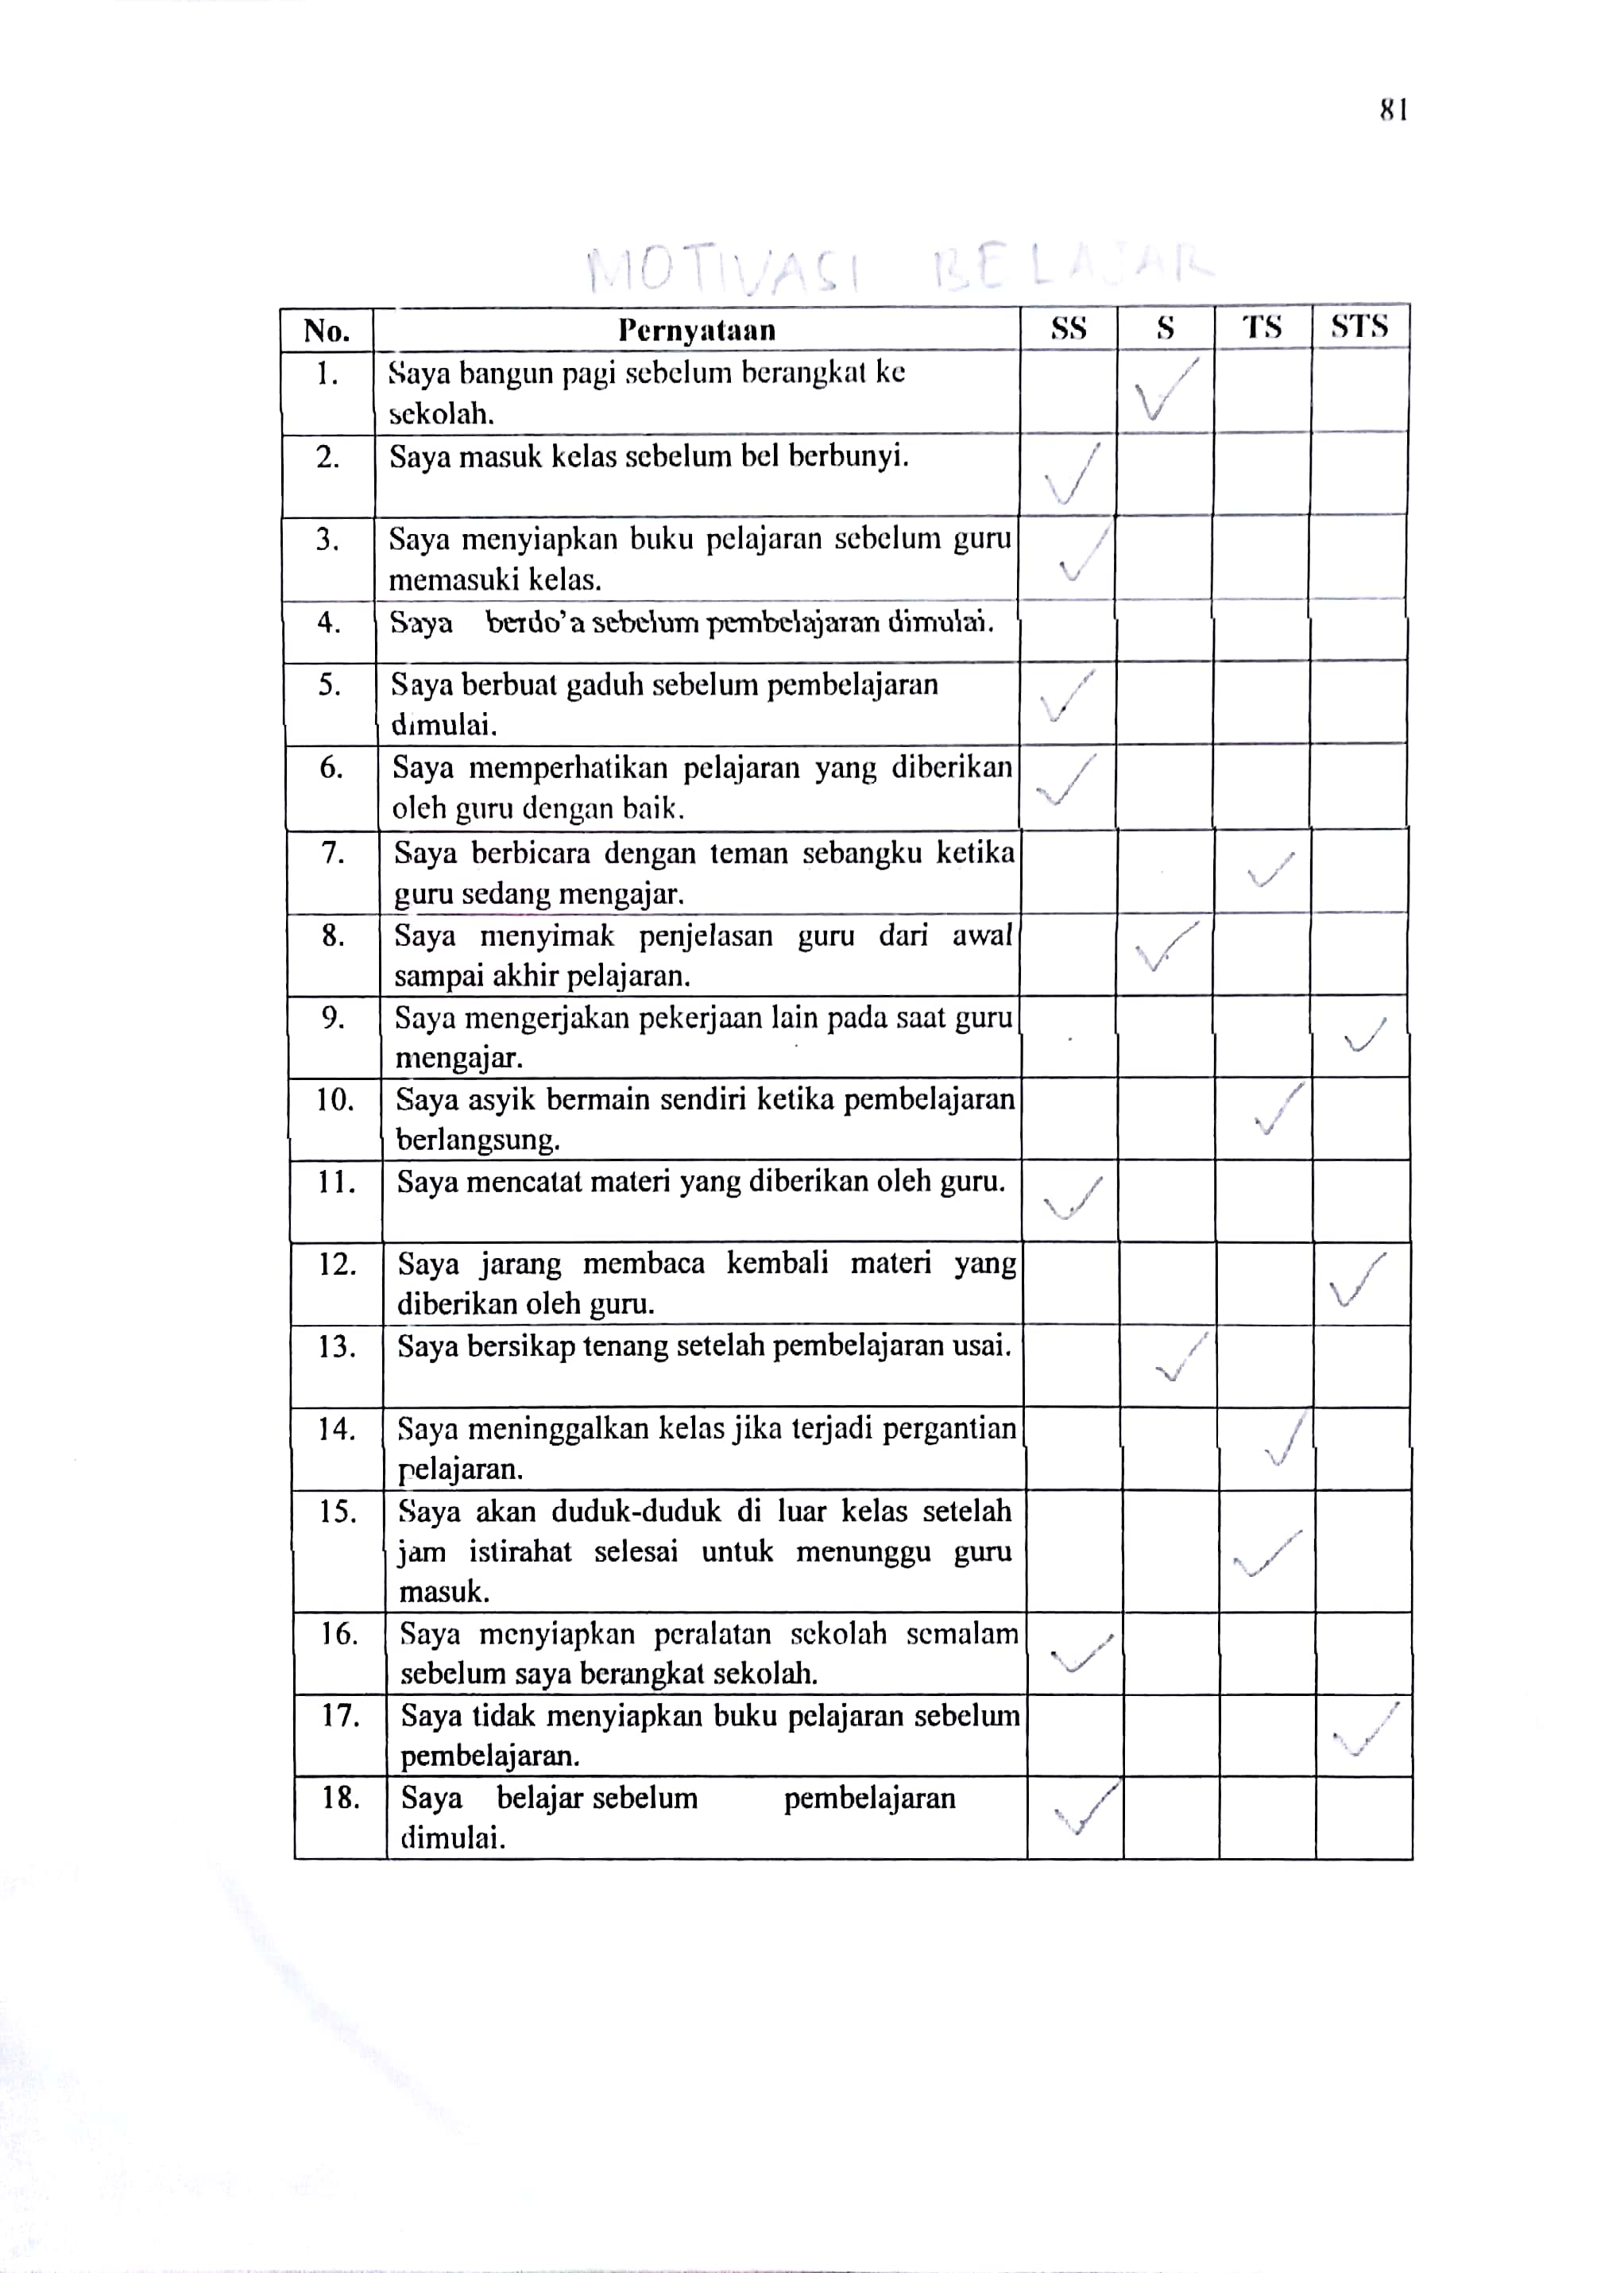 81
MOTIVASI BELAJAR
No. Pernyataan SS S TS STS
1. Saya bangun pagi sebelum berangkat ke
sekolah. ✓
2. Saya masuk kelas sebelum bel berbunyi. ✓
3. Saya menyiapkan buku pelajaran sebelum guru
memasuki kelas. ✓
4. Saya berdo'a sebelum pembelajaran dimulai.
5. Saya berbuat gaduh sebelum pembelajaran
dimulai. ✓
6. Saya memperhatikan pelajaran yang diberikan
oleh guru dengan baik. ✓
7. Saya berbicara dengan teman sebangku ketika
guru sedang mengajar. ✓
8. Saya menyimak penjelasan guru dari awal
sampai akhir pelajaran. ✓
9. Saya mengerjakan pekerjaan lain pada saat guru
mengajar. ✓
10. Saya asyik bermain sendiri ketika pembelajaran
berlangsung. ✓
11. Saya mencatat materi yang diberikan oleh guru. ✓
12. Saya jarang membaca kembali materi yang
diberikan oleh guru. ✓
13. Saya bersikap tenang setelah pembelajaran usai. ✓
14. Saya meninggalkan kelas jika terjadi pergantian
pelajaran. ✓
15. Saya akan duduk-duduk di luar kelas setelah
jam istirahat selesai untuk menunggu guru
masuk. ✓
16. Saya menyiapkan peralatan sekolah semalam
sebelum saya berangkat sekolah. ✓
17. Saya tidak menyiapkan buku pelajaran sebelum
pembelajaran. ✓
18. Saya belajar sebelum pembelajaran
dimulai. ✓